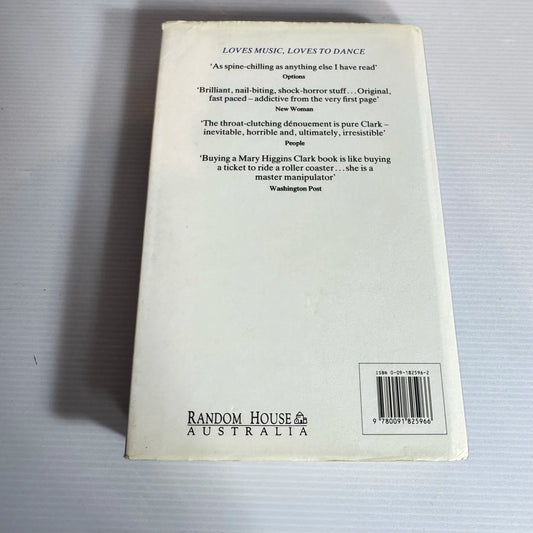 LOVES MUSIC, LOVES TO DANCE
‘As spine-chilling as anything else I have read’
Options
‘Brilliant, nail-biting, shock-horror stuff . . . Original,
fast paced – addictive from the very first page’
New Woman
‘The throat-clutching dénouement is pure Clark –
inevitable, horrible and, ultimately, irresistible’
People
‘Buying a Mary Higgins Clark book is like buying
a ticket to ride a roller coaster . . . she is a
master manipulator’
Washington Post
ISBN 0-09-182596-2
9 780091 825966
RANDOM HOUSE
AUSTRALIA